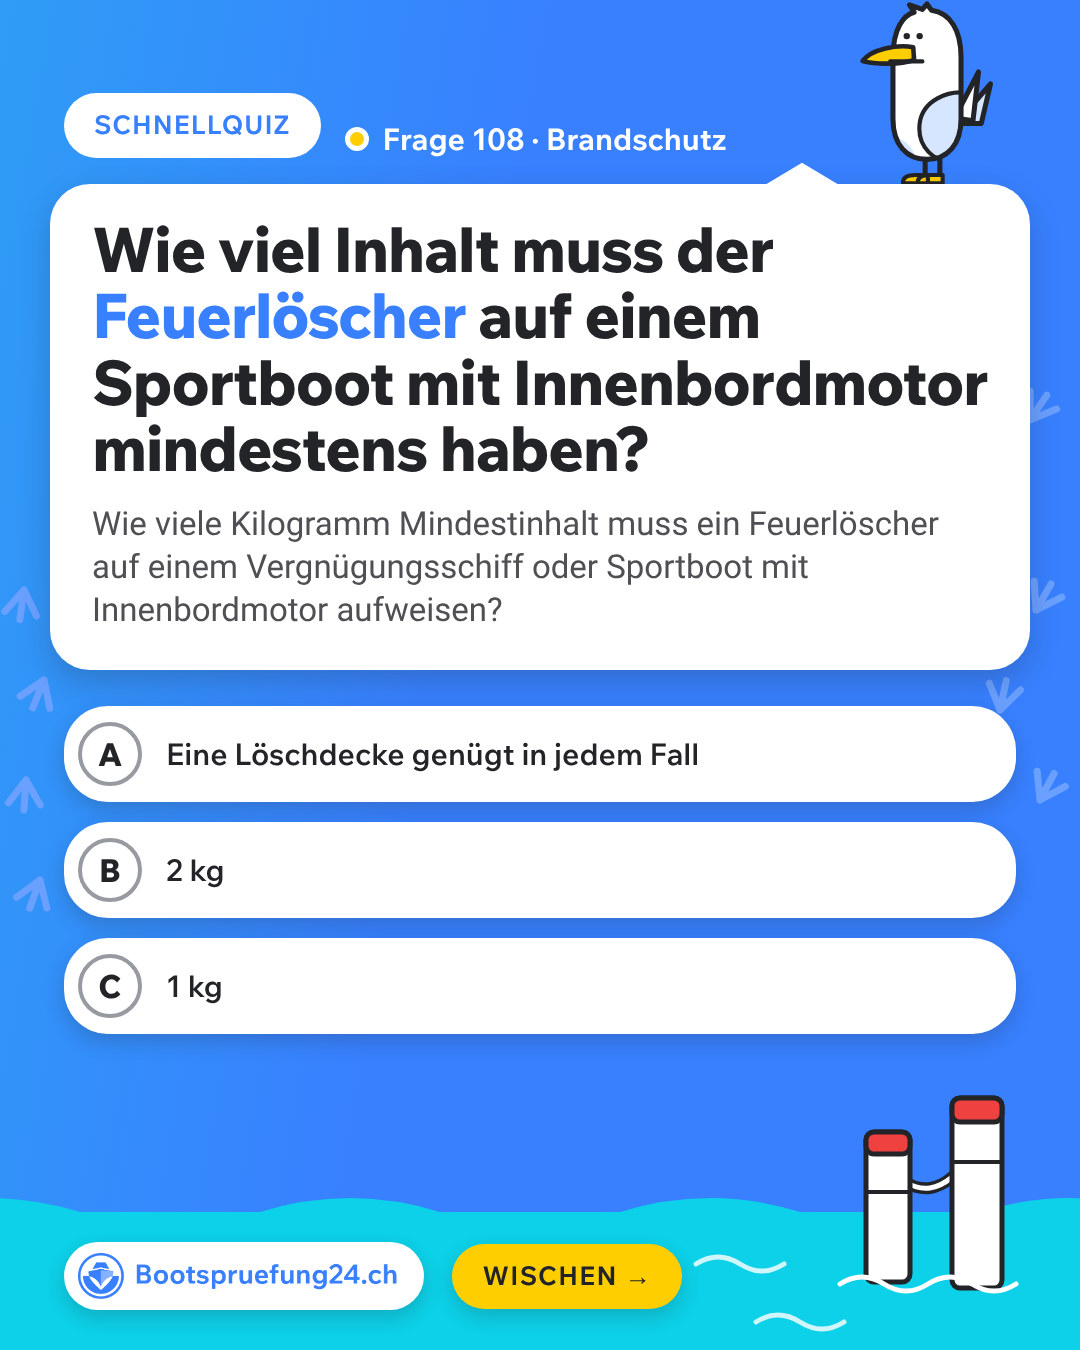 SCHNELLQUIZ
Frage 108 · Brandschutz
Wie viel Inhalt muss der
Feuerlöscher auf einem
Sportboot mit Innenbordmotor
mindestens haben?
Wie viele Kilogramm Mindestinhalt muss ein Feuerlöscher
auf einem Vergnügungsschiff oder Sportboot mit
Innenbordmotor aufweisen?
A Eine Löschdecke genügt in jedem Fall
B 2 kg
C 1 kg
Bootspruefung24.ch
WISCHEN →